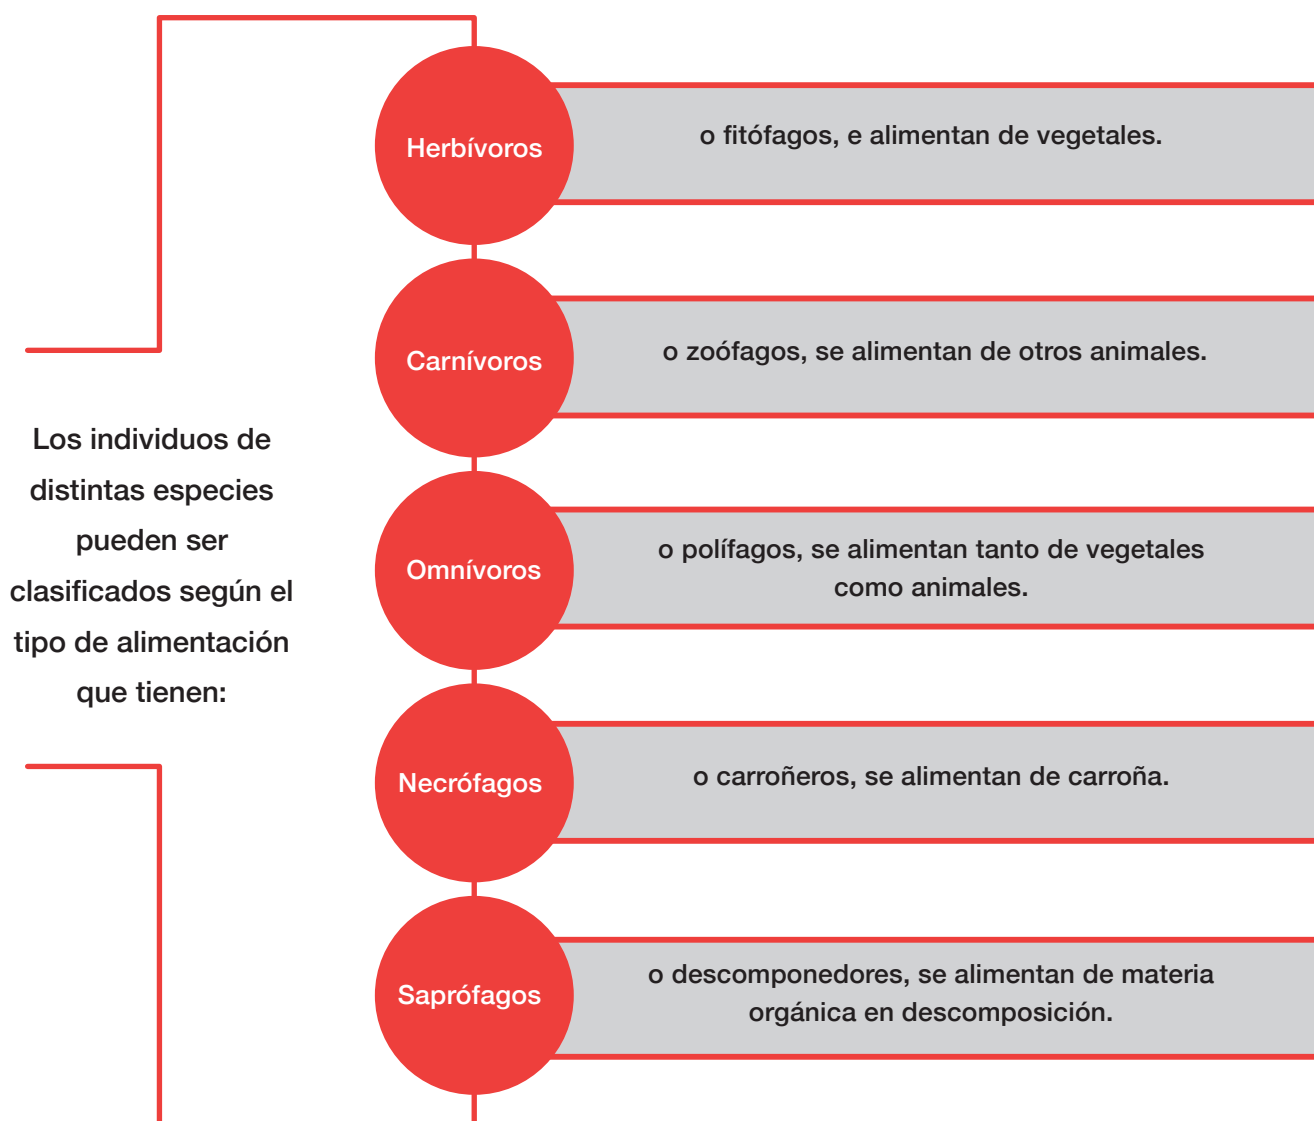 Los individuos de
distintas especies
pueden ser
clasificados según el
tipo de alimentación
que tienen:
Herbívoros
o fitófagos, e alimentan de vegetales.
Carnívoros
o zoófagos, se alimentan de otros animales.
Omnívoros
o polífagos, se alimentan tanto de vegetales
como animales.
Necrófagos
o carroñeros, se alimentan de carroña.
Saprófagos
o descomponedores, se alimentan de materia
orgánica en descomposición.